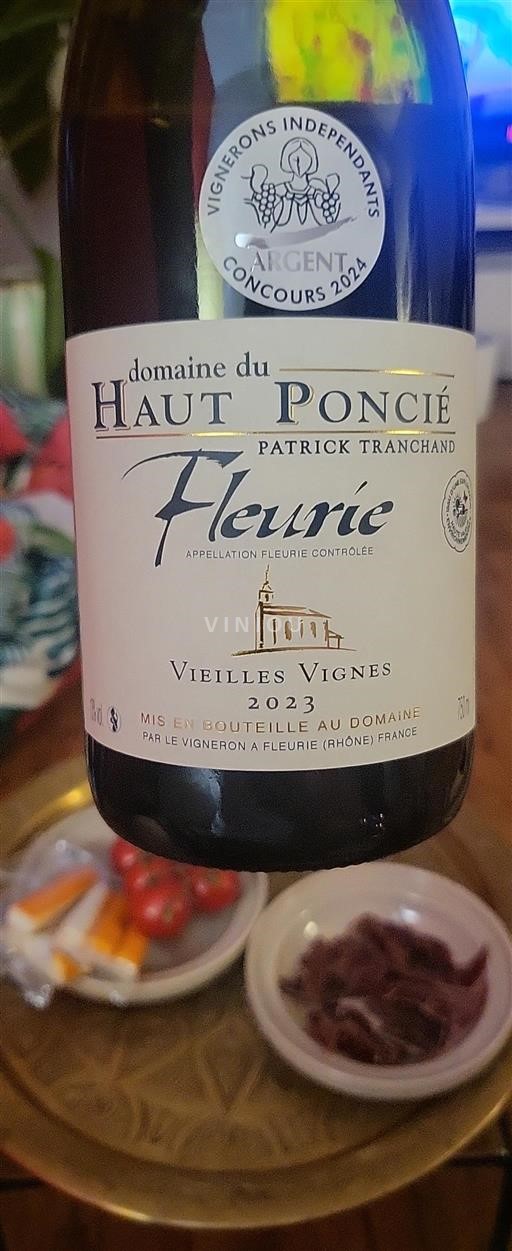 VIGNERONS INDEPENDANTS
ARGENT
CONCOURS 2024
domaine du
HAUT PONCIÉ
PATRICK TRANCHAND
Fleurie
APPELLATION FLEURIE CONTRÔLÉE
VINYOU
VIEILLES VIGNES
2023
MIS EN BOUTEILLE AU DOMAINE
PAR LE VIGNERON A FLEURIE (RHÔNE) FRANCE